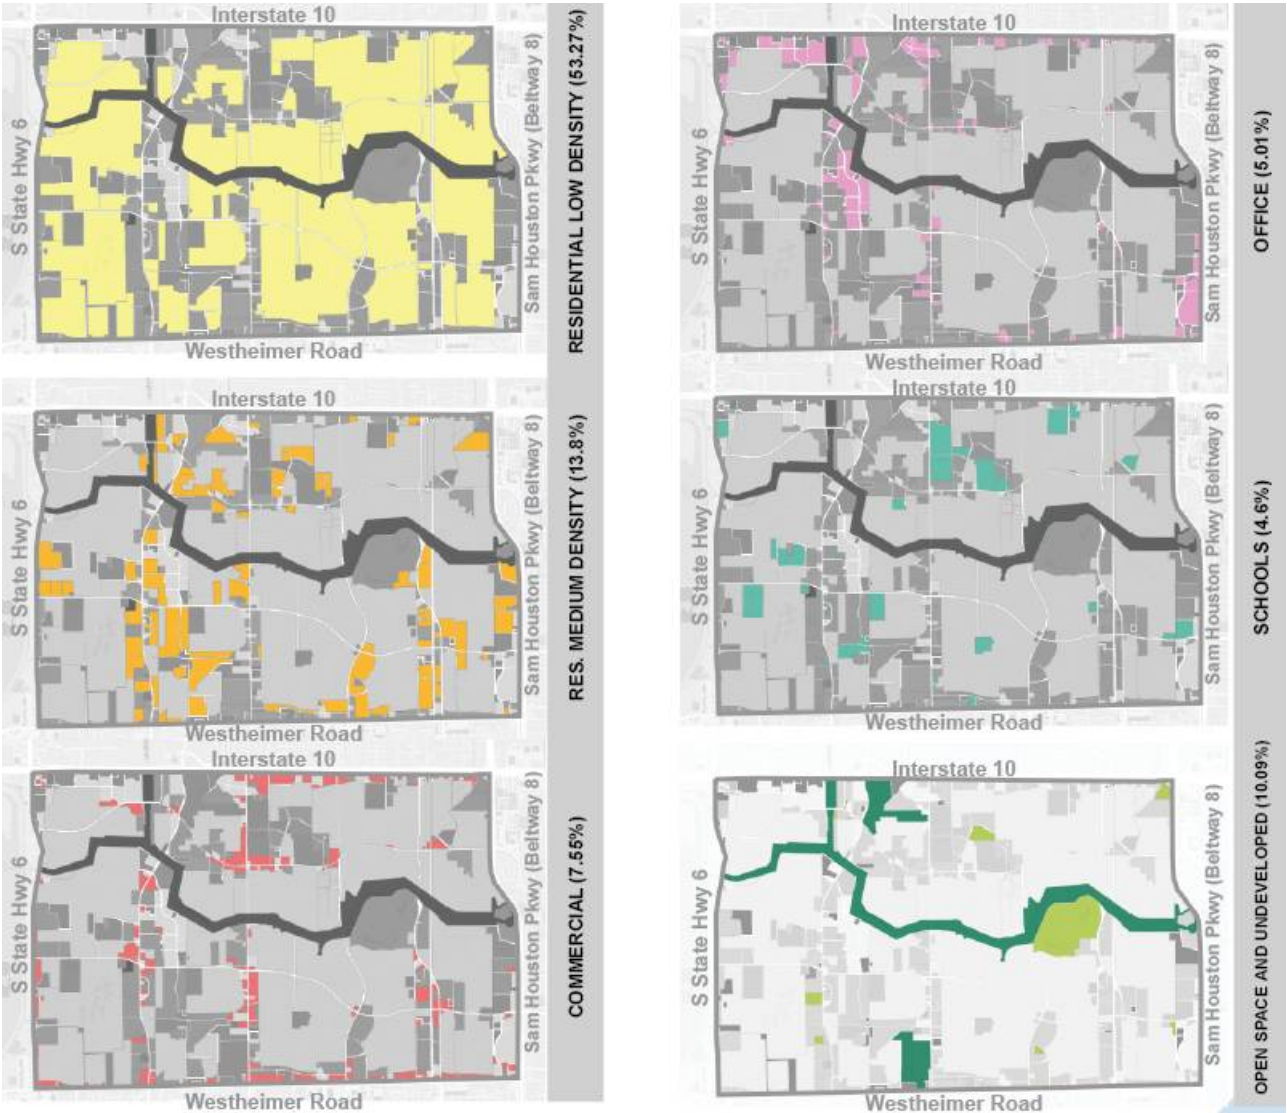 Interstate 10
S State Hwy 6
Sam Houston Pkwy (Beltway 8)
Westheimer Road
RESIDENTIAL LOW DENSITY (53.27%)
Interstate 10
S State Hwy 6
Sam Houston Pkwy (Beltway 8)
Westheimer Road
OFFICE (5.01%)
Interstate 10
S State Hwy 6
Sam Houston Pkwy (Beltway 8)
Westheimer Road
RES. MEDIUM DENSITY (13.8%)
Interstate 10
S State Hwy 6
Sam Houston Pkwy (Beltway 8)
Westheimer Road
SCHOOLS (4.6%)
Interstate 10
S State Hwy 6
Sam Houston Pkwy (Beltway 8)
Westheimer Road
COMMERCIAL (7.55%)
Interstate 10
S State Hwy 6
Sam Houston Pkwy (Beltway 8)
Westheimer Road
OPEN SPACE AND UNDEVELOPED (10.09%)